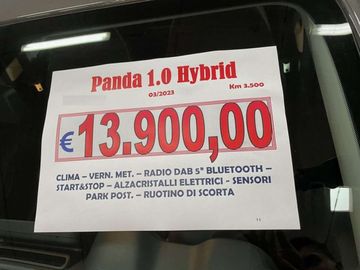 Panda 1.0 Hybrid
03/2023 Km 3.500
€ 13.900,00
CLIMA – VERN. MET. – RADIO DAB 5" BLUETOOTH –
START&STOP – ALZACRISTALLI ELETTRICI - SENSORI
PARK POST. – RUOTINO DI SCORTA